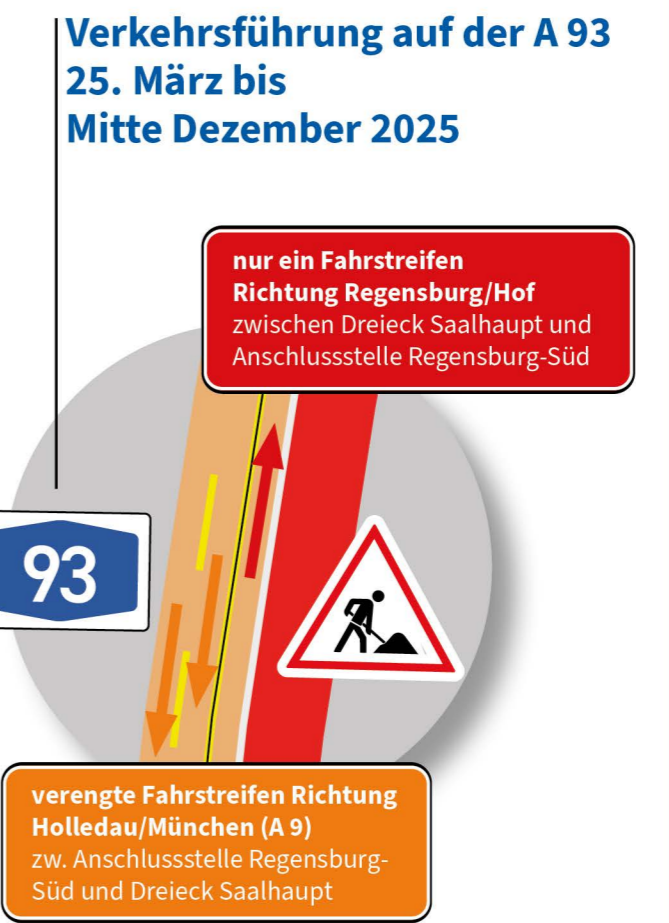 Verkehrsführung auf der A 93
25. März bis
Mitte Dezember 2025
nur ein Fahrstreifen
Richtung Regensburg/Hof
zwischen Dreieck Saalhaupt und
Anschlussstelle Regensburg-Süd
93
verengte Fahrstreifen Richtung
Holledau/München (A 9)
zw. Anschlussstelle Regensburg-
Süd und Dreieck Saalhaupt